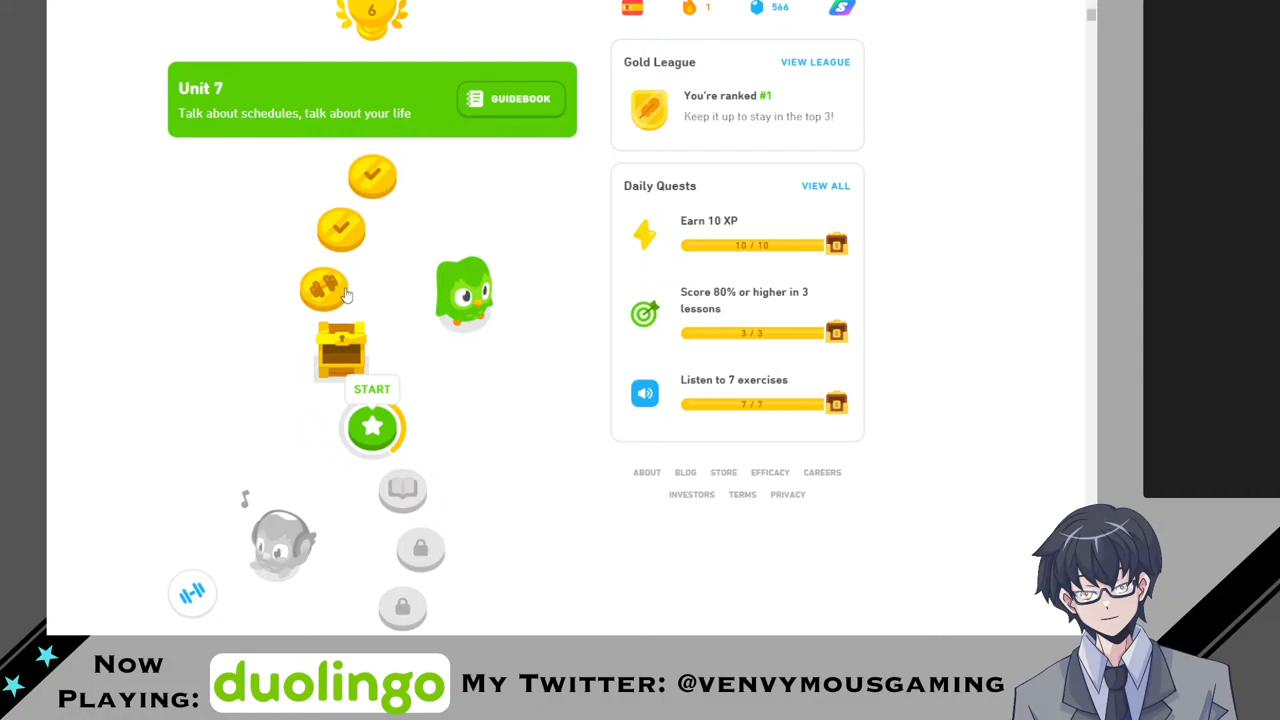 6
1
566
S
Unit 7
Talk about schedules, talk about your life
GUIDEBOOK
START
Gold League
VIEW LEAGUE
You're ranked #1
Keep it up to stay in the top 3!
Daily Quests
VIEW ALL
Earn 10 XP
10 / 10
Score 80% or higher in 3
lessons
3 / 3
Listen to 7 exercises
7 / 7
ABOUT BLOG STORE EFFICACY CAREERS
INVESTORS TERMS PRIVACY
Now
Playing:
duolingo
My Twitter: @venvymousgaming